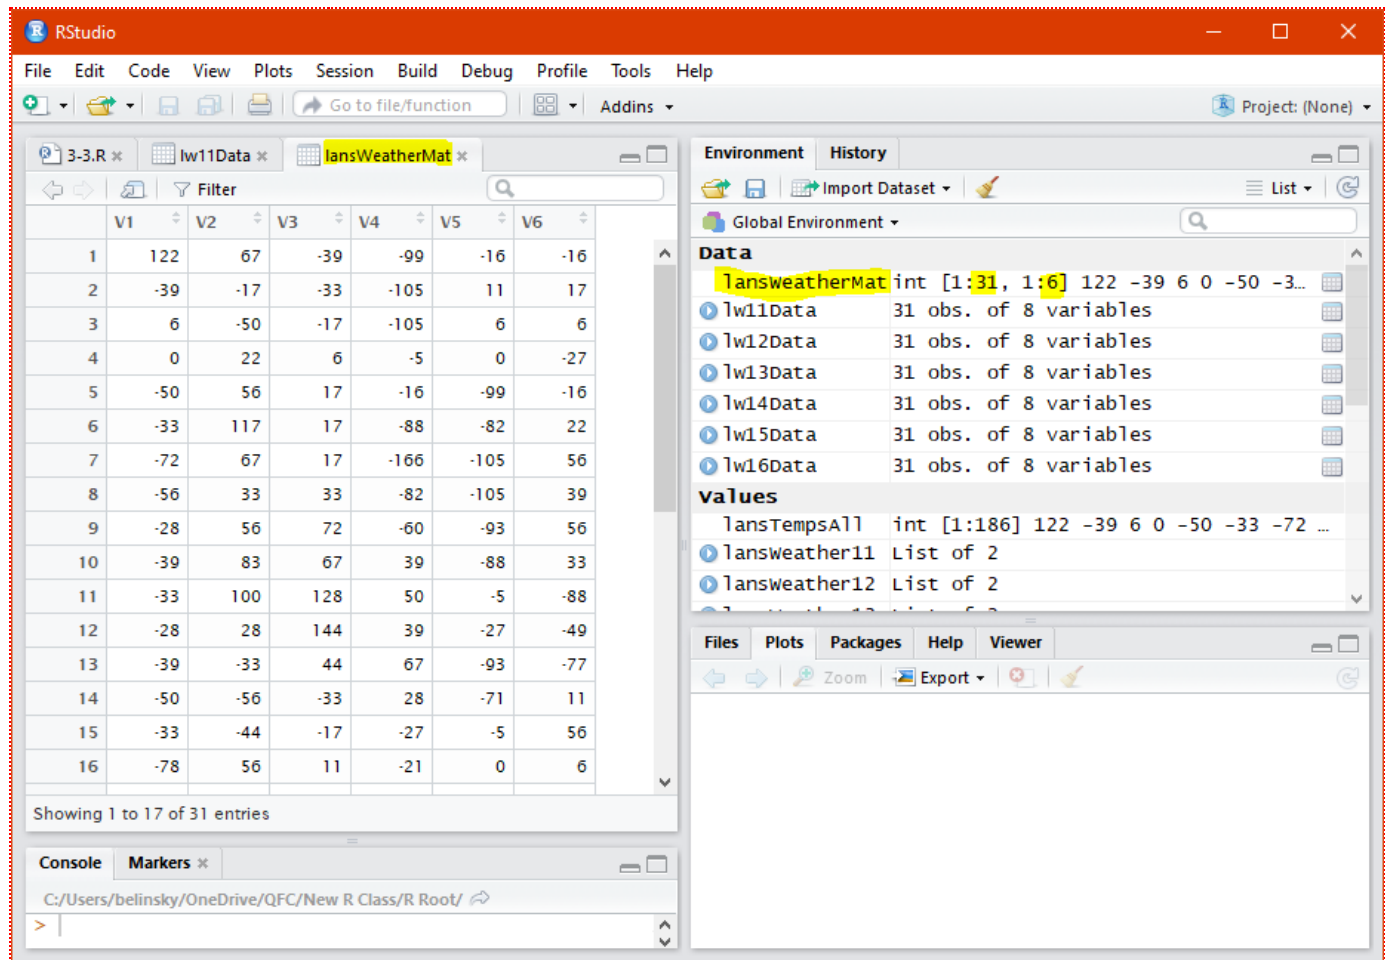 RStudio
File Edit Code View Plots Session Build Debug Profile Tools Help
Go to file/function Addins Project: (None)
3-3.R lw11Data lansWeatherMat
Filter
V1 V2 V3 V4 V5 V6
1 122 67 -39 -99 -16 -16
2 -39 -17 -33 -105 11 17
3 6 -50 -17 -105 6 6
4 0 22 6 -5 0 -27
5 -50 56 17 -16 -99 -16
6 -33 117 17 -88 -82 22
7 -72 67 17 -166 -105 56
8 -56 33 33 -82 -105 39
9 -28 56 72 -60 -93 56
10 -39 83 67 39 -88 33
11 -33 100 128 50 -5 -88
12 -28 28 144 39 -27 -49
13 -39 -33 44 67 -93 -77
14 -50 -56 -33 28 -71 11
15 -33 -44 -17 -27 -5 56
16 -78 56 11 -21 0 6
Showing 1 to 17 of 31 entries
Console Markers
C:/Users/belinsky/OneDrive/QFC/New R Class/R Root/
>
Environment History
Import Dataset List
Global Environment
Data
lansWeatherMat int [1:31, 1:6] 122 -39 6 0 -50 -3...
lw11Data 31 obs. of 8 variables
lw12Data 31 obs. of 8 variables
lw13Data 31 obs. of 8 variables
lw14Data 31 obs. of 8 variables
lw15Data 31 obs. of 8 variables
lw16Data 31 obs. of 8 variables
Values
lansTempsAll int [1:186] 122 -39 6 0 -50 -33 -72 ...
lansWeather11 List of 2
lansWeather12 List of 2
Files Plots Packages Help Viewer
Zoom Export